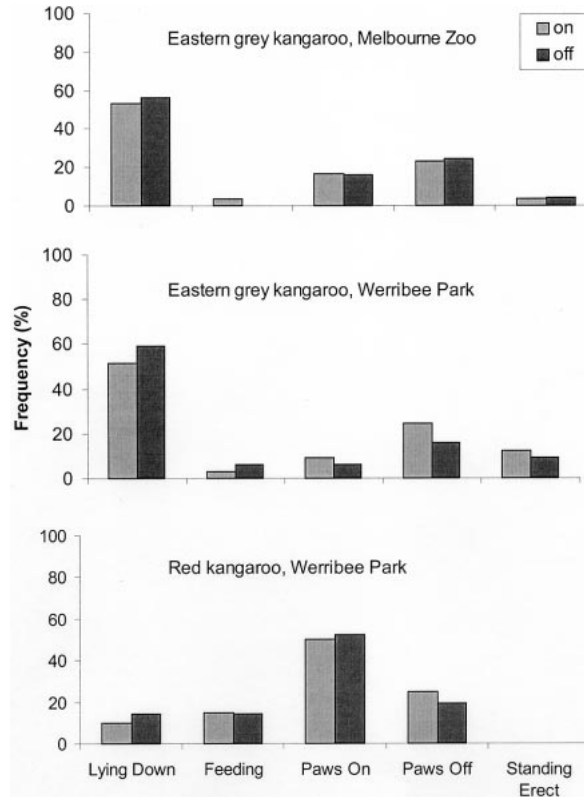 Eastern grey kangaroo, Melbourne Zoo
on
off
100
80
60
40
20
0
Eastern grey kangaroo, Werribee Park
100
80
60
40
20
0
Frequency (%)
Red kangaroo, Werribee Park
100
80
60
40
20
0
Lying Down Feeding Paws On Paws Off Standing
Erect